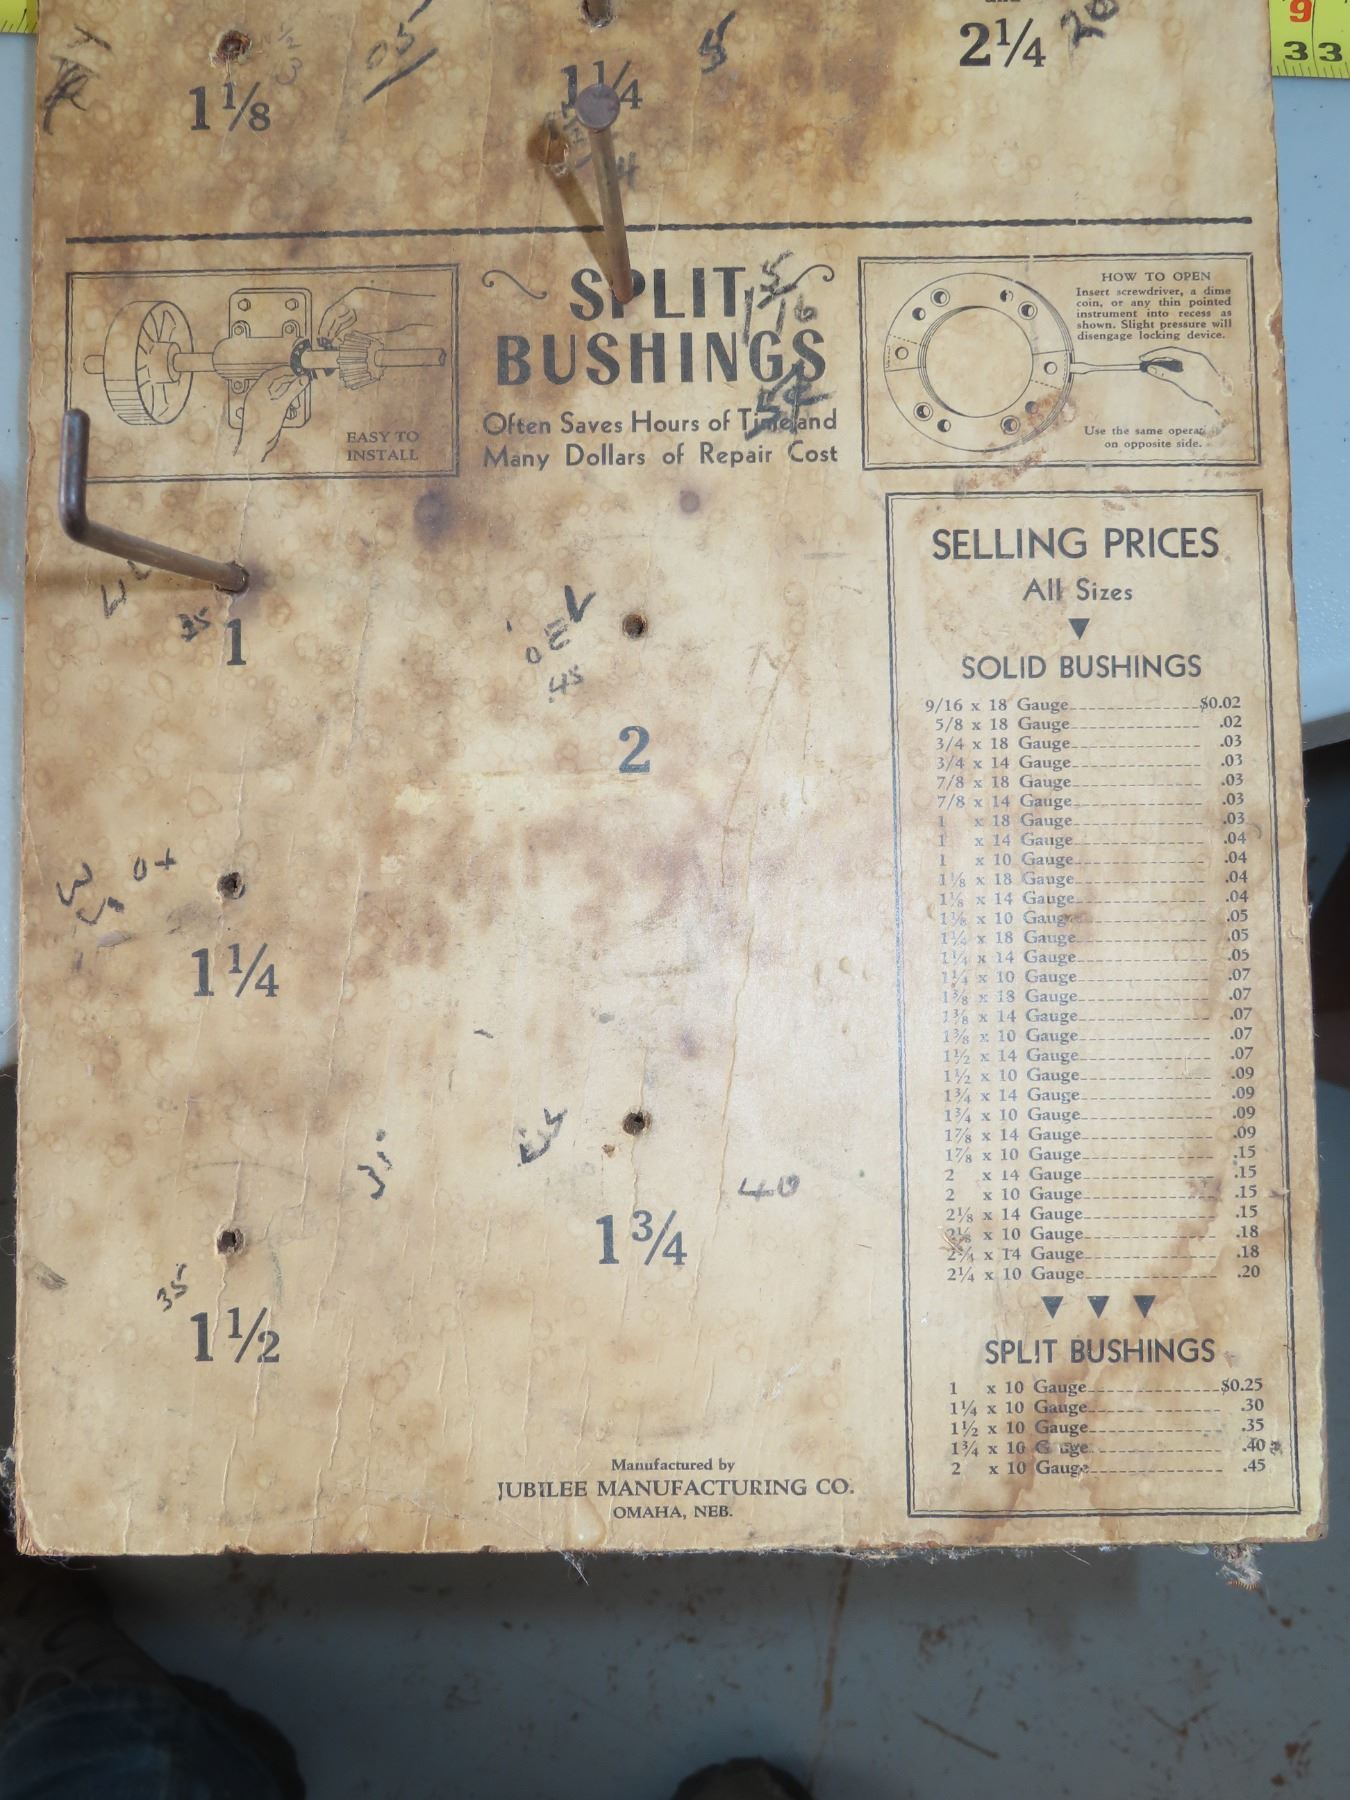 9
33
2¼
20
05
5
1⅛
1¼
SPLIT
BUSHINGS
Often Saves Hours of Time and
Many Dollars of Repair Cost
EASY TO
INSTALL
HOW TO OPEN
Insert screwdriver, a dime
coin, or any thin pointed
instrument into recess as
shown. Slight pressure will
disengage locking device.
Use the same
on opposite side.
35
1
.45
2
1¼
40
1¾
35
1½
SELLING PRICES
All Sizes
SOLID BUSHINGS
9/16 x 18 Gauge $0.02
5/8 x 18 Gauge .02
3/4 x 18 Gauge .03
3/4 x 14 Gauge .03
7/8 x 18 Gauge .03
7/8 x 14 Gauge .03
1 x 18 Gauge .03
1 x 14 Gauge .04
1 x 10 Gauge .04
1⅛ x 18 Gauge .04
1⅛ x 14 Gauge .04
1⅛ x 10 Gauge .05
1¼ x 18 Gauge .05
1¼ x 14 Gauge .05
1¼ x 10 Gauge .07
1⅜ x 18 Gauge .07
1⅜ x 14 Gauge .07
1⅜ x 10 Gauge .07
1½ x 14 Gauge .07
1½ x 10 Gauge .09
1¾ x 14 Gauge .09
1¾ x 10 Gauge .09
1⅞ x 14 Gauge .09
1⅞ x 10 Gauge .15
2 x 14 Gauge .15
2 x 10 Gauge .15
2⅛ x 14 Gauge .15
2⅛ x 10 Gauge .18
2¼ x 14 Gauge .18
2¼ x 10 Gauge .20
SPLIT BUSHINGS
1 x 10 Gauge $0.25
1¼ x 10 Gauge .30
1½ x 10 Gauge .35
1¾ x 10 Gauge .40
2 x 10 Gauge .45
Manufactured by
JUBILEE MANUFACTURING CO.
OMAHA, NEB.